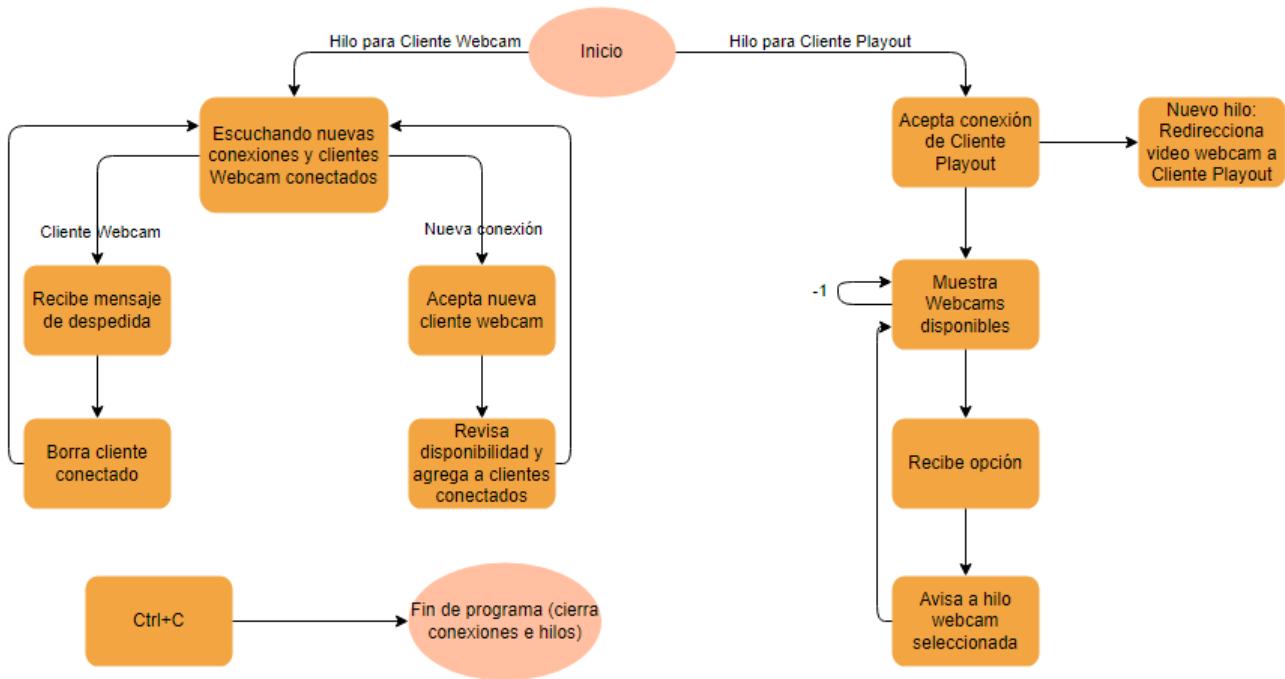 Hilo para Cliente Webcam
Inicio
Hilo para Cliente Playout
Escuchando nuevas
conexiones y clientes
Webcam conectados
Acepta conexión
de Cliente
Playout
Nuevo hilo:
Redirecciona
video webcam a
Cliente Playout
Cliente Webcam
Nueva conexión
Recibe mensaje
de despedida
Acepta nueva
cliente webcam
-1
Muestra
Webcams
disponibles
Borra cliente
conectado
Revisa
disponibilidad y
agrega a clientes
conectados
Recibe opción
Ctrl+C
Fin de programa (cierra
conexiones e hilos)
Avisa a hilo
webcam
seleccionada